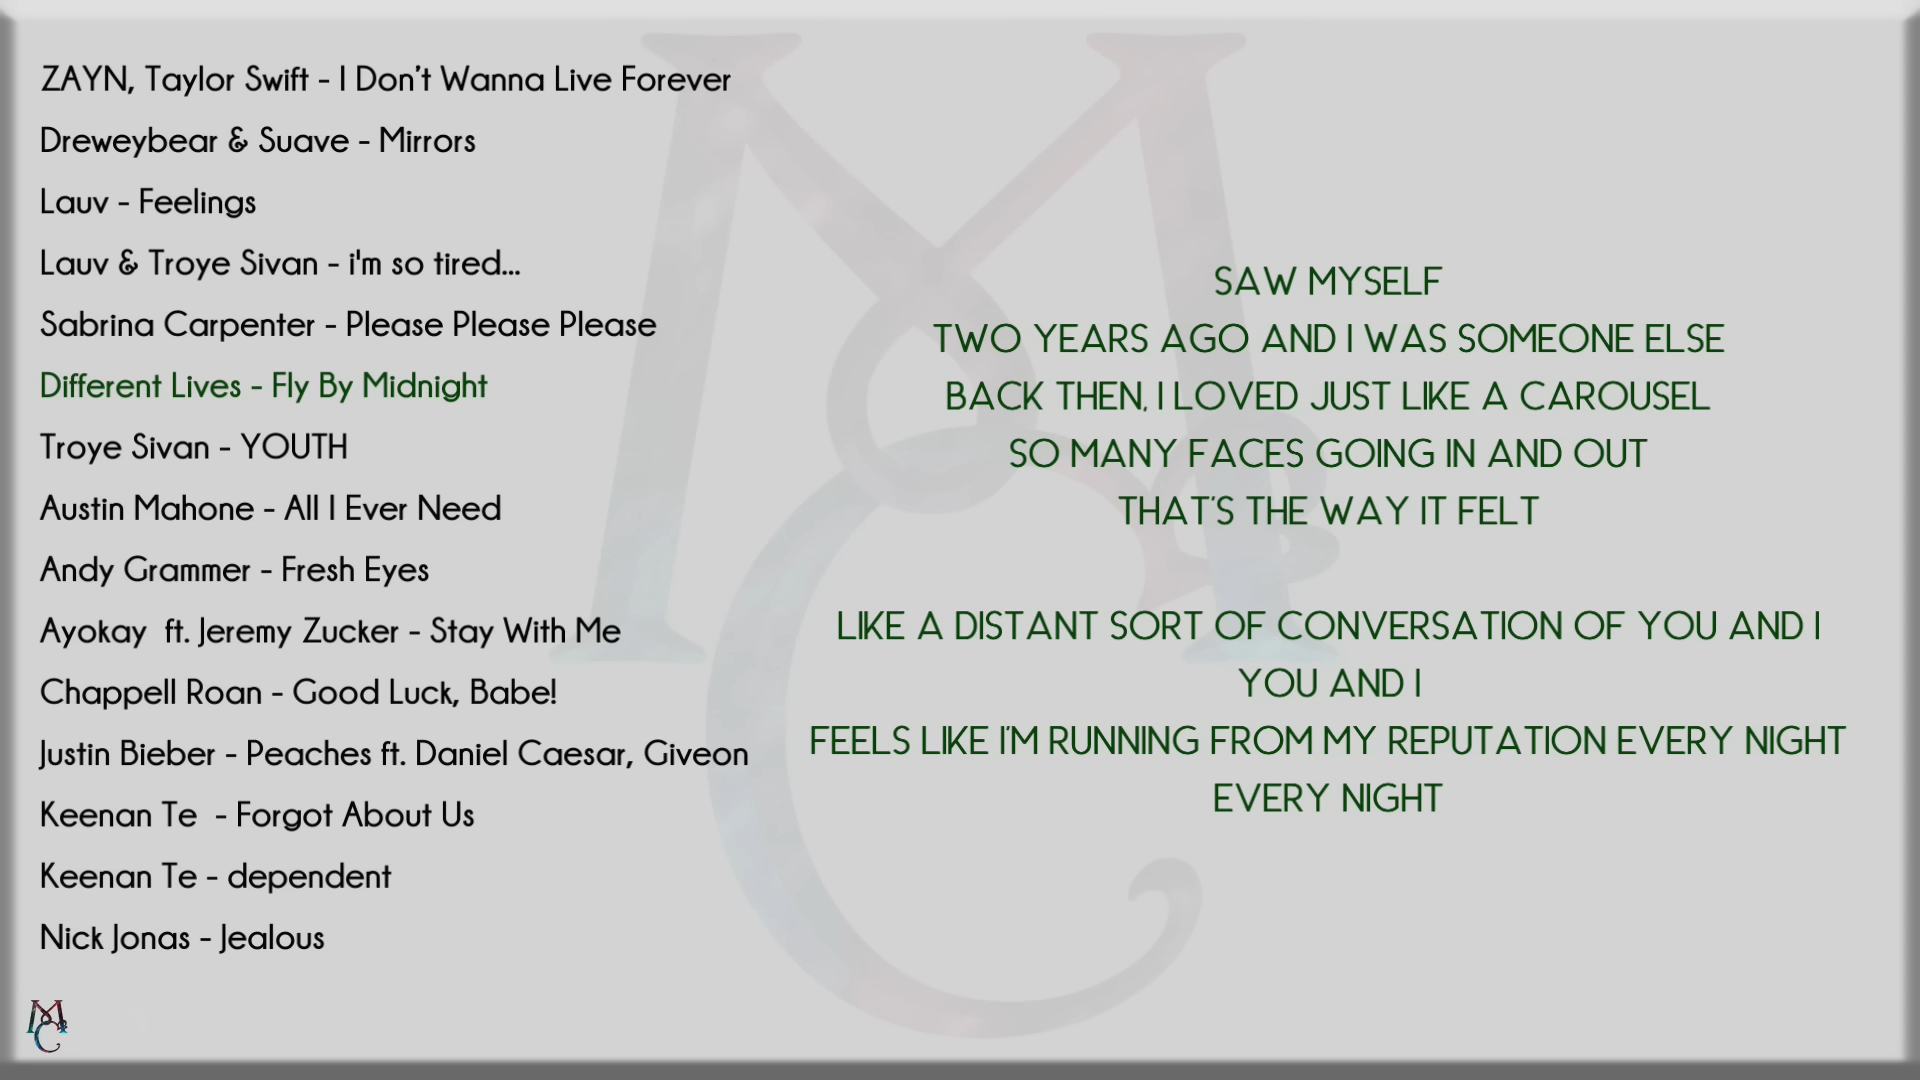 ZAYN, Taylor Swift - I Don't Wanna Live Forever
Dreweybear & Suave - Mirrors
Lauv - Feelings
Lauv & Troye Sivan - i'm so tired...
Sabrina Carpenter - Please Please Please
Different Lives - Fly By Midnight
Troye Sivan - YOUTH
Austin Mahone - All I Ever Need
Andy Grammer - Fresh Eyes
Ayokay  ft. Jeremy Zucker - Stay With Me
Chappell Roan - Good Luck, Babe!
Justin Bieber - Peaches ft. Daniel Caesar, Giveon
Keenan Te  - Forgot About Us
Keenan Te - dependent
Nick Jonas - Jealous
SAW MYSELF
TWO YEARS AGO AND I WAS SOMEONE ELSE
BACK THEN, I LOVED JUST LIKE A CAROUSEL
SO MANY FACES GOING IN AND OUT
THAT'S THE WAY IT FELT
LIKE A DISTANT SORT OF CONVERSATION OF YOU AND I
YOU AND I
FEELS LIKE I'M RUNNING FROM MY REPUTATION EVERY NIGHT
EVERY NIGHT